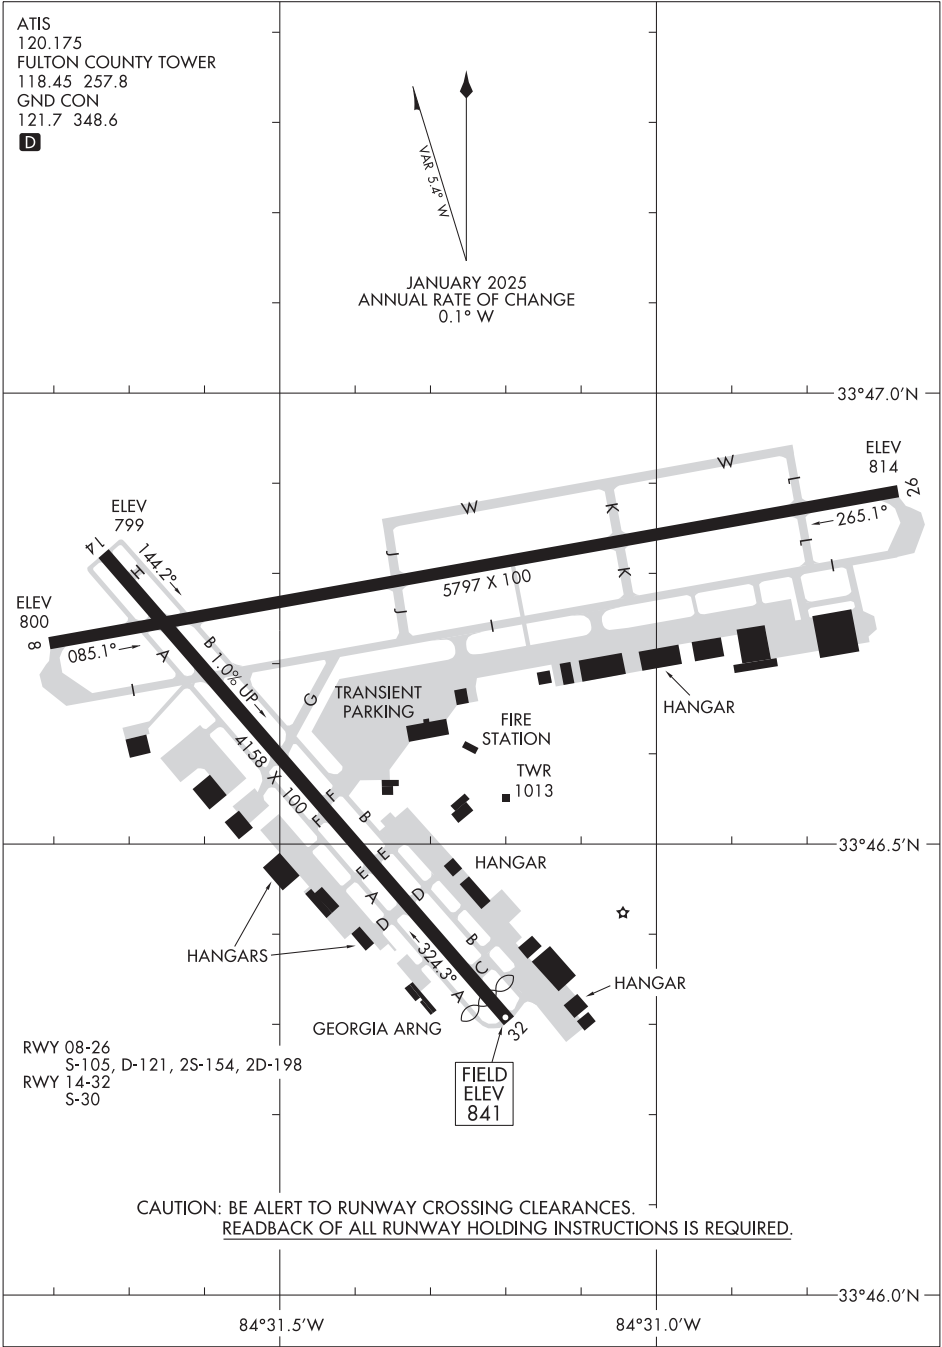 ATIS
120.175
FULTON COUNTY TOWER
118.45 257.8
GND CON
121.7 348.6
D
VAR 5.4° W
JANUARY 2025
ANNUAL RATE OF CHANGE
0.1° W
33°47.0'N
ELEV
814
26
265.1°
W
W
L
K
J
ELEV
799
14
144.2°
H
5797 X 100
L
K
J
I
I
ELEV
800
8
085.1°
A
B
1.0% UP
I
G
TRANSIENT
PARKING
HANGAR
FIRE
STATION
4158 X 100
TWR
1013
F
F
B
33°46.5'N
E
E
HANGAR
D
A
D
B
HANGARS
324.3°
C
A
HANGAR
GEORGIA ARNG
32
RWY 08-26
S-105, D-121, 2S-154, 2D-198
RWY 14-32
S-30
FIELD
ELEV
841
CAUTION: BE ALERT TO RUNWAY CROSSING CLEARANCES.
READBACK OF ALL RUNWAY HOLDING INSTRUCTIONS IS REQUIRED.
33°46.0'N
84°31.5'W
84°31.0'W